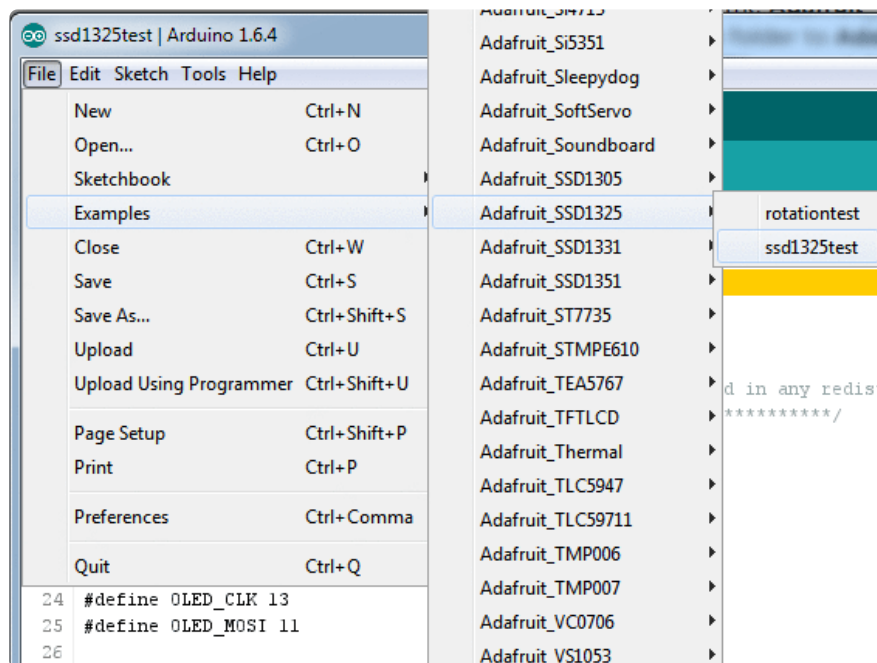 ssd1325test | Arduino 1.6.4
File Edit Sketch Tools Help
New Ctrl+N
Open... Ctrl+O
Sketchbook
Examples
Close Ctrl+W
Save Ctrl+S
Save As... Ctrl+Shift+S
Upload Ctrl+U
Upload Using Programmer Ctrl+Shift+U
Page Setup Ctrl+Shift+P
Print Ctrl+P
Preferences Ctrl+Comma
Quit Ctrl+Q
24 #define OLED_CLK 13
25 #define OLED_MOSI 11
26
Adafruit_Si4713
Adafruit_Si5351
Adafruit_Sleepydog
Adafruit_SoftServo
Adafruit_Soundboard
Adafruit_SSD1305
Adafruit_SSD1325
Adafruit_SSD1331
Adafruit_SSD1351
Adafruit_ST7735
Adafruit_STMPE610
Adafruit_TEA5767
Adafruit_TFTLCD
Adafruit_Thermal
Adafruit_TLC5947
Adafruit_TLC59711
Adafruit_TMP006
Adafruit_TMP007
Adafruit_VC0706
Adafruit_VS1053
rotationtest
ssd1325test
d in any redis
**********/